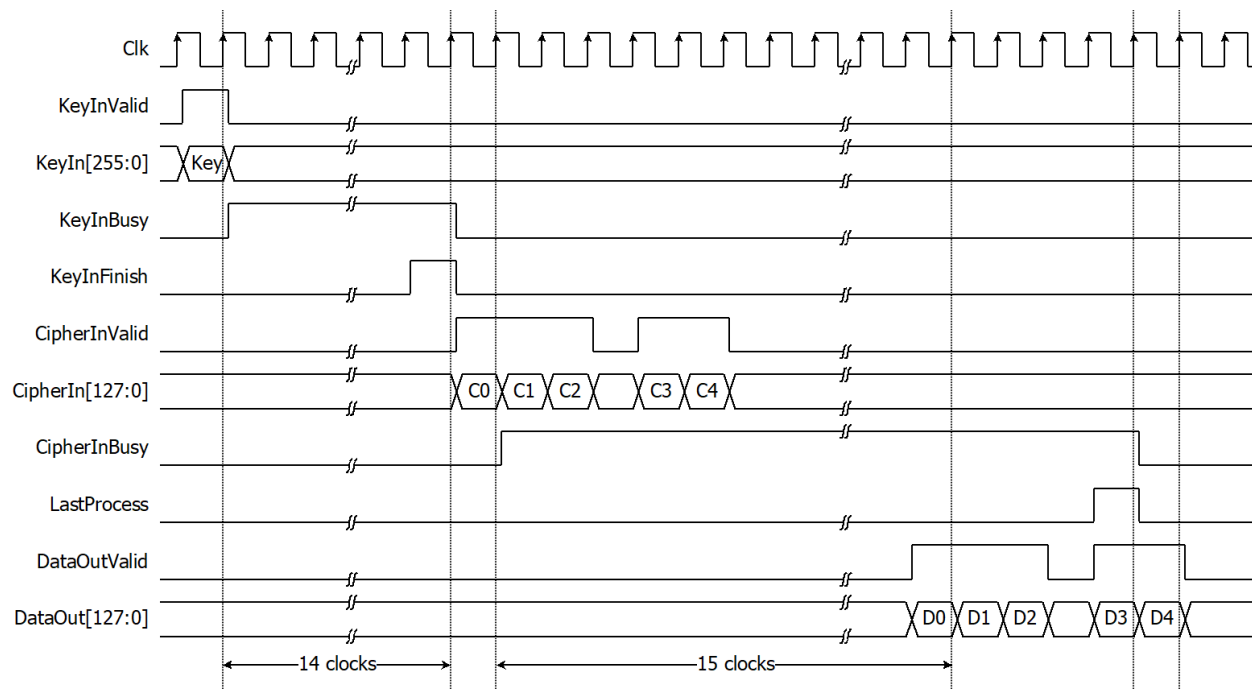 Clk
KeyInValid
KeyIn[255:0] Key
KeyInBusy
KeyInFinish
CipherInValid
CipherIn[127:0] C0 C1 C2 C3 C4
CipherInBusy
LastProcess
DataOutValid
DataOut[127:0] D0 D1 D2 D3 D4
14 clocks 15 clocks